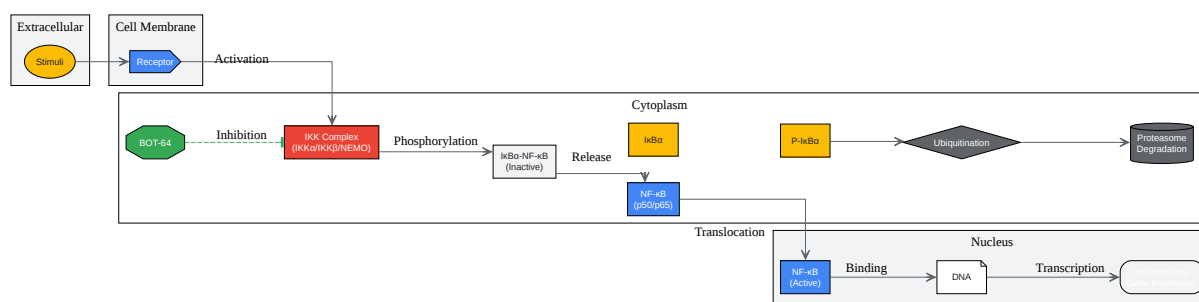 Extracellular
Stimuli
Cell Membrane
Receptor
Activation
Cytoplasm
BOT-64
Inhibition
IKK Complex
(IKKα/IKKβ/NEMO)
Phosphorylation
IκBα-NF-κB
(Inactive)
Release
IκBα
NF-κB
(p50/p65)
P-IκBα
Ubiquitination
Proteasome
Degradation
Translocation
Nucleus
NF-κB
(Active)
Binding
DNA
Transcription